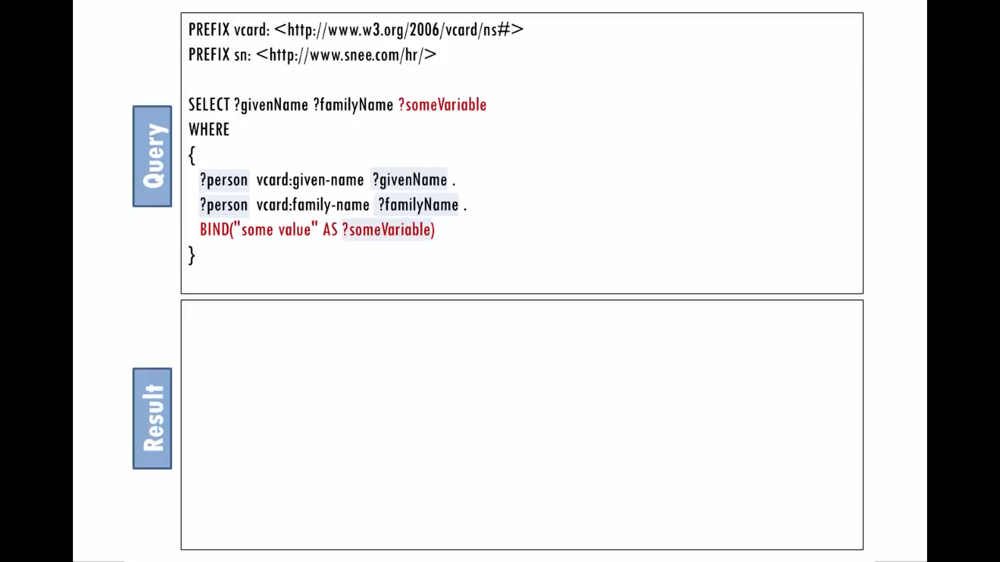 PREFIX vcard: <http://www.w3.org/2006/vcard/ns#>
PREFIX sn: <http://www.snee.com/hr/>
SELECT ?givenName ?familyName ?someVariable
WHERE
{
?person vcard:given-name ?givenName .
?person vcard:family-name ?familyName .
BIND("some value" AS ?someVariable)
}
Query
Result